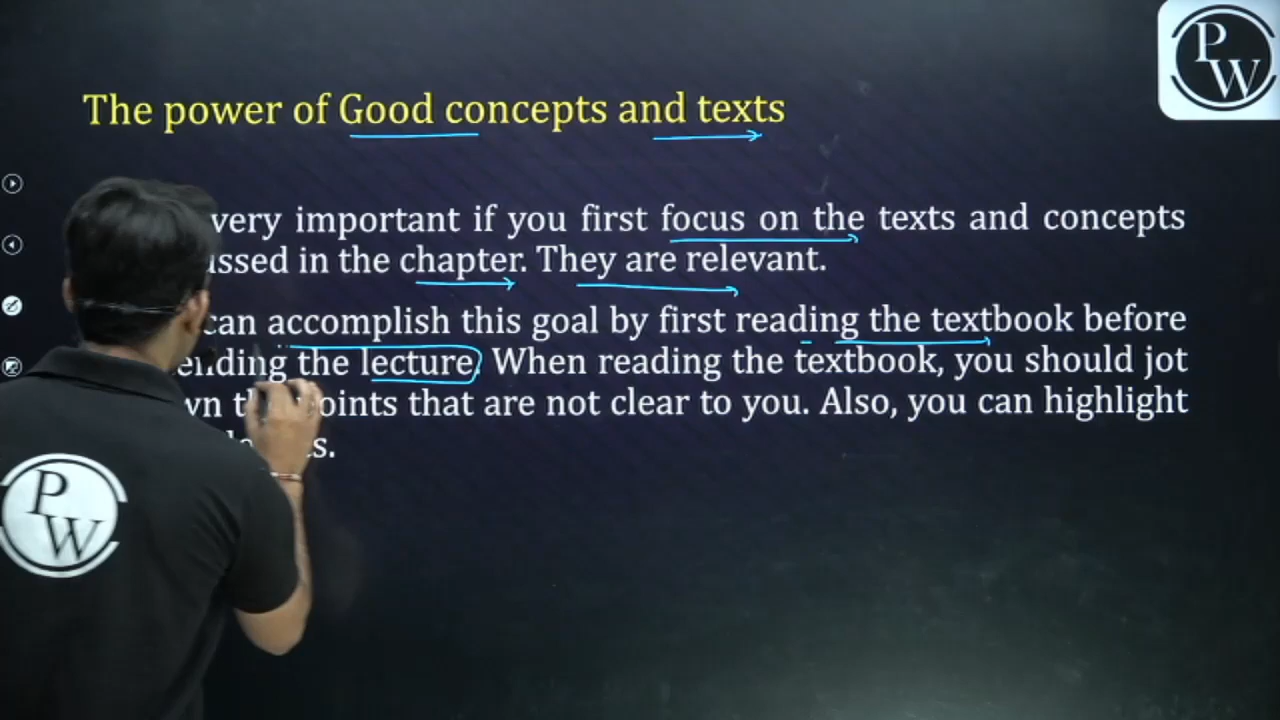 PW
The power of Good concepts and texts
very important if you first focus on the texts and concepts
ussed in the chapter. They are relevant.
can accomplish this goal by first reading the textbook before
ending the lecture. When reading the textbook, you should jot
wn the points that are not clear to you. Also, you can highlight
s.
PW